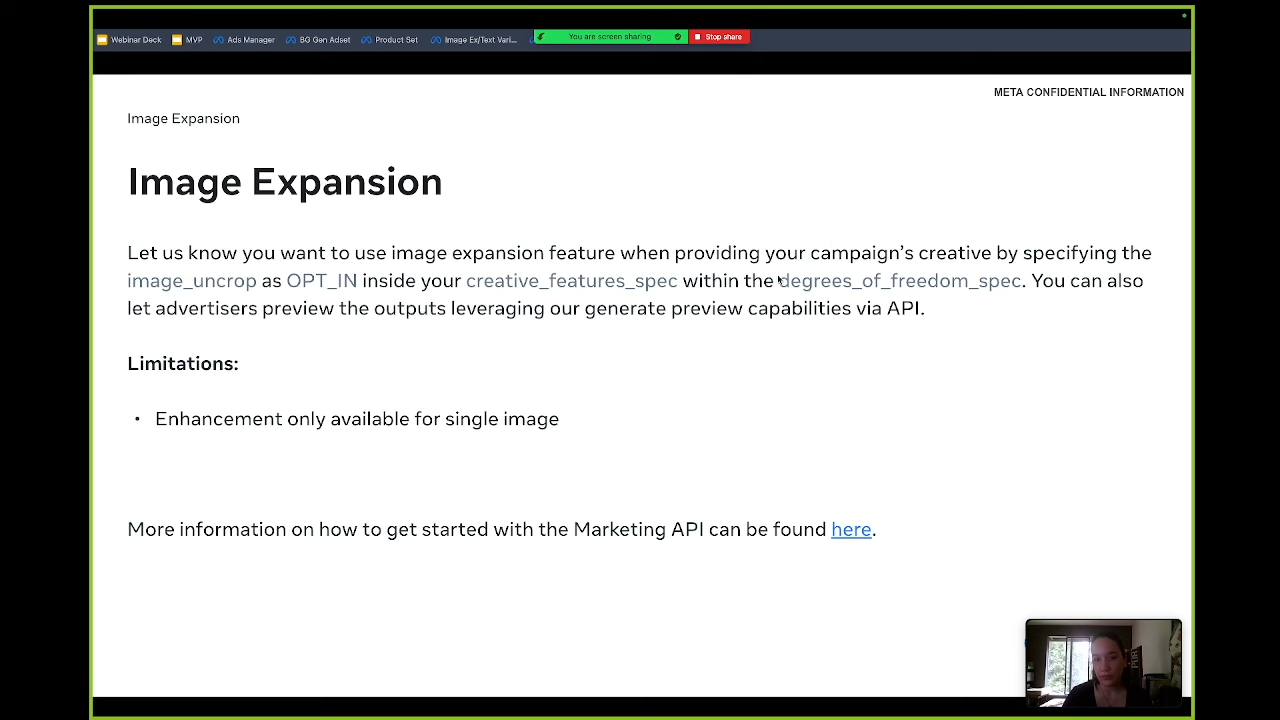 Webinar Deck MVP Ads Manager BG Gen Adset Product Set Image Ex/Text Vari... You are screen sharing Stop share
META CONFIDENTIAL INFORMATION
Image Expansion
Image Expansion
Let us know you want to use image expansion feature when providing your campaign’s creative by specifying the
image_uncrop as OPT_IN inside your creative_features_spec within the degrees_of_freedom_spec. You can also
let advertisers preview the outputs leveraging our generate preview capabilities via API.
Limitations:
• Enhancement only available for single image
More information on how to get started with the Marketing API can be found here.